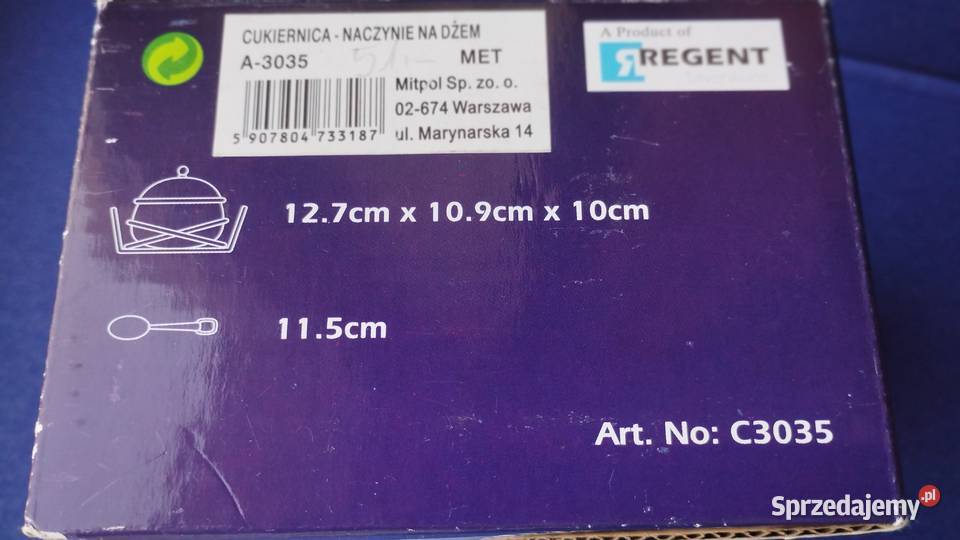 CUKIERNICA - NACZYNIE NA DŻEM
A-3035 51,- MET
Mitpol Sp. zo. o.
02-674 Warszawa
5 907804 733187 ul. Marynarska 14
A Product of
REGENT
12.7cm x 10.9cm x 10cm
11.5cm
Art. No: C3035
Sprzedajemy.pl